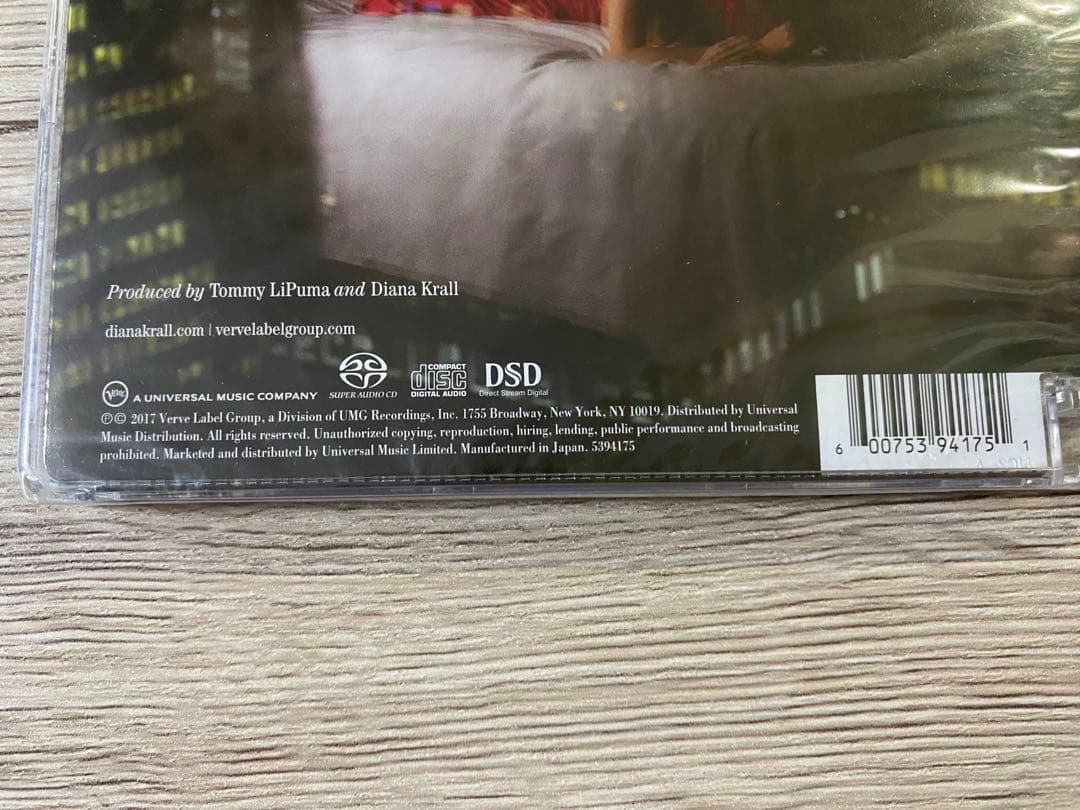 Produced by Tommy LiPuma and Diana Krall
dianakrall.com | vervelabelgroup.com
Verve A UNIVERSAL MUSIC COMPANY
SUPER AUDIO CD
COMPACT disc DIGITAL AUDIO
DSD
Direct Stream Digital
℗© 2017 Verve Label Group, a Division of UMG Recordings, Inc. 1755 Broadway, New York, NY 10019. Distributed by Universal
Music Distribution. All rights reserved. Unauthorized copying, reproduction, hiring, lending, public performance and broadcasting
prohibited. Marketed and distributed by Universal Music Limited. Manufactured in Japan. 5394175
6 00753 94175 1